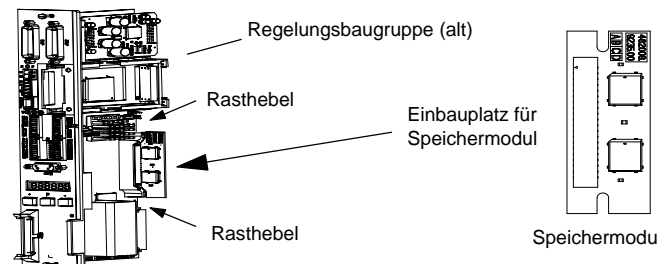 Regelungsbaugruppe (alt)
Rasthebel
Einbauplatz für
Speichermodul
Rasthebel
Speichermodu